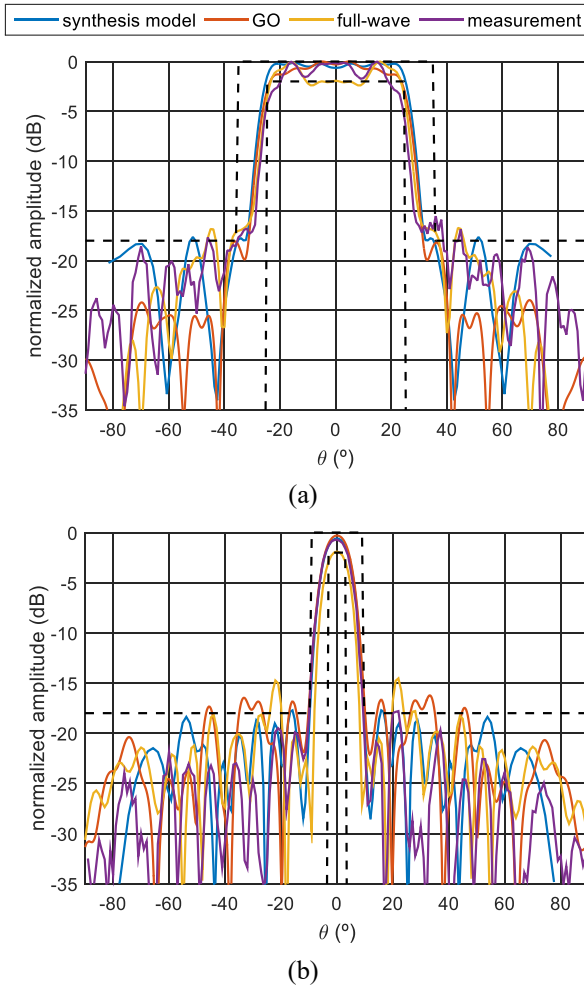 synthesis model GO full-wave measurement
0
-5
-10
-15
-20
-25
-30
-35
normalized amplitude (dB)
-80 -60 -40 -20 0 20 40 60 80
θ (º)
(a)
0
-5
-10
-15
-20
-25
-30
-35
normalized amplitude (dB)
-80 -60 -40 -20 0 20 40 60 80
θ (º)
(b)